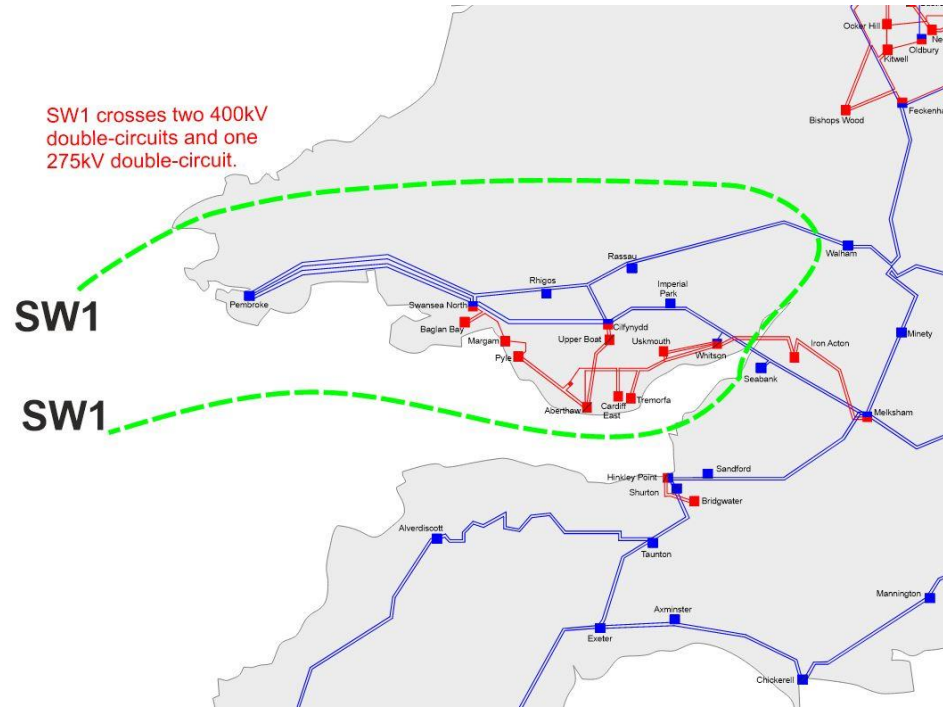 Ocker Hill
Oldbury
Kitwell
Bishops Wood
SW1 crosses two 400kV
double-circuits and one
275kV double-circuit.
Walham
Rassau
Rhigos
Imperial
Park
Pembroke
SW1
Swansea North
Cilfynydd
Baglan Bay
Margam
Upper Boat
Uskmouth
Whitson
Iron Acton
Minety
Pyle
Seabank
SW1
Aberthaw
Cardiff
East
Tremorfa
Melksham
Hinkley Point
Sandford
Shurton
Bridgwater
Alverdiscott
Taunton
Mannington
Axminster
Exeter
Chickerell